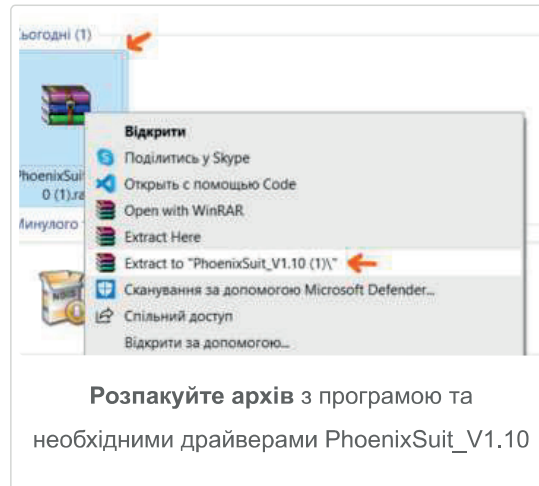 ьогодні (1)
Відкрити
Поділитись у Skype
hoenixSui
Открыть с помощью Code
0 (1).ra
Open with WinRAR
Минулого
Extract Here
Extract to "PhoenixSuit_V1.10 (1)\"
Сканування за допомогою Microsoft Defender...
Спільний доступ
Відкрити за допомогою...
Розпакуйте архів з програмою та
необхідними драйверами PhoenixSuit_V1.10